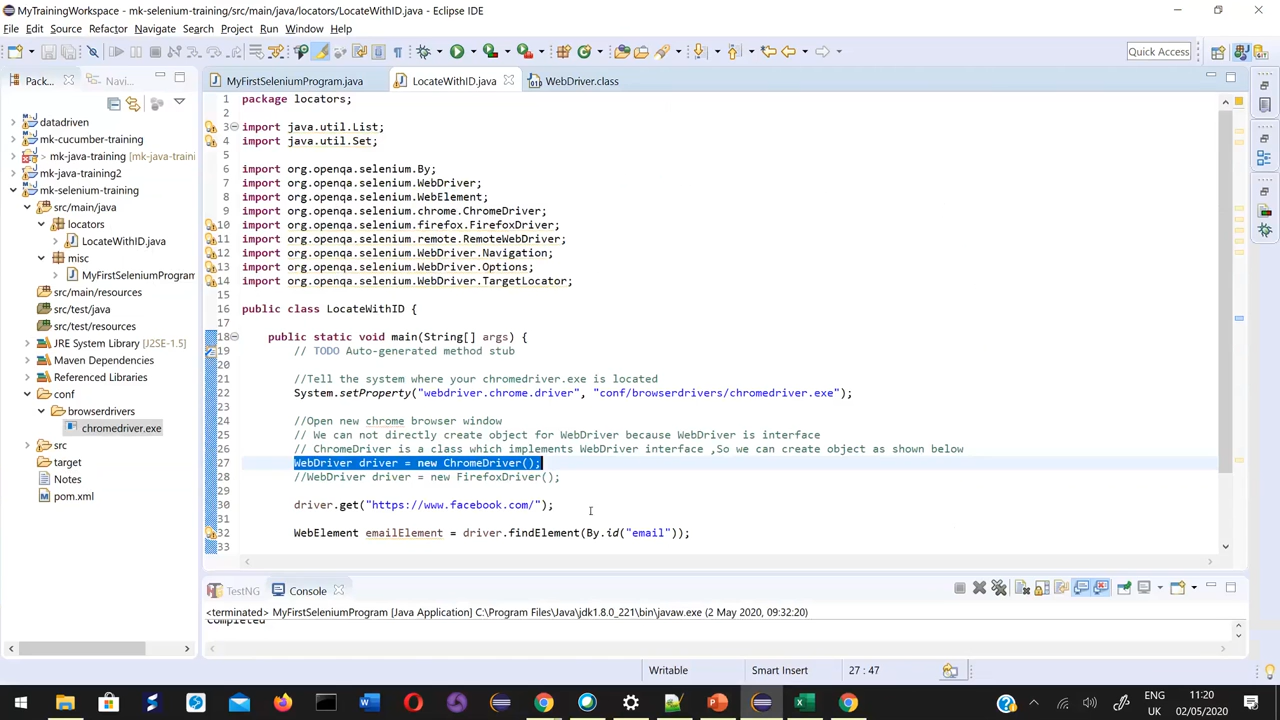 MyTrainingWorkspace - mk-selenium-training/src/main/java/locators/LocateWithID.java - Eclipse IDE
File Edit Source Refactor Navigate Search Project Run Window Help
Quick Access
Pack... Navi...
MyFirstSeleniumProgram.java LocateWithID.java WebDriver.class
datadriven
mk-cucumber-training
> mk-java-training [mk-java-traini
mk-java-training2
mk-selenium-training
src/main/java
locators
LocateWithID.java
misc
MyFirstSeleniumProgram
src/main/resources
src/test/java
src/test/resources
JRE System Library [J2SE-1.5]
Maven Dependencies
Referenced Libraries
conf
browserdrivers
chromedriver.exe
src
target
Notes
pom.xml
1 package locators;
2
3 import java.util.List;
4 import java.util.Set;
5
6 import org.openqa.selenium.By;
7 import org.openqa.selenium.WebDriver;
8 import org.openqa.selenium.WebElement;
9 import org.openqa.selenium.chrome.ChromeDriver;
10 import org.openqa.selenium.firefox.FirefoxDriver;
11 import org.openqa.selenium.remote.RemoteWebDriver;
12 import org.openqa.selenium.WebDriver.Navigation;
13 import org.openqa.selenium.WebDriver.Options;
14 import org.openqa.selenium.WebDriver.TargetLocator;
15
16 public class LocateWithID {
17
18 public static void main(String[] args) {
19 // TODO Auto-generated method stub
20
21 //Tell the system where your chromedriver.exe is located
22 System.setProperty("webdriver.chrome.driver", "conf/browserdrivers/chromedriver.exe");
23
24 //Open new chrome browser window
25 // We can not directly create object for WebDriver because WebDriver is interface
26 // ChromeDriver is a class which implements WebDriver interface ,So we can create object as shown below
27 WebDriver driver = new ChromeDriver();
28 //WebDriver driver = new FirefoxDriver();
29
30 driver.get("https://www.facebook.com/");
31
32 WebElement emailElement = driver.findElement(By.id("email"));
33
TestNG Console
<terminated> MyFirstSeleniumProgram [Java Application] C:\Program Files\Java\jdk1.8.0_221\bin\javaw.exe (2 May 2020, 09:32:20)
Completed
Writable Smart Insert 27 : 47
ENG 11:20
UK 02/05/2020